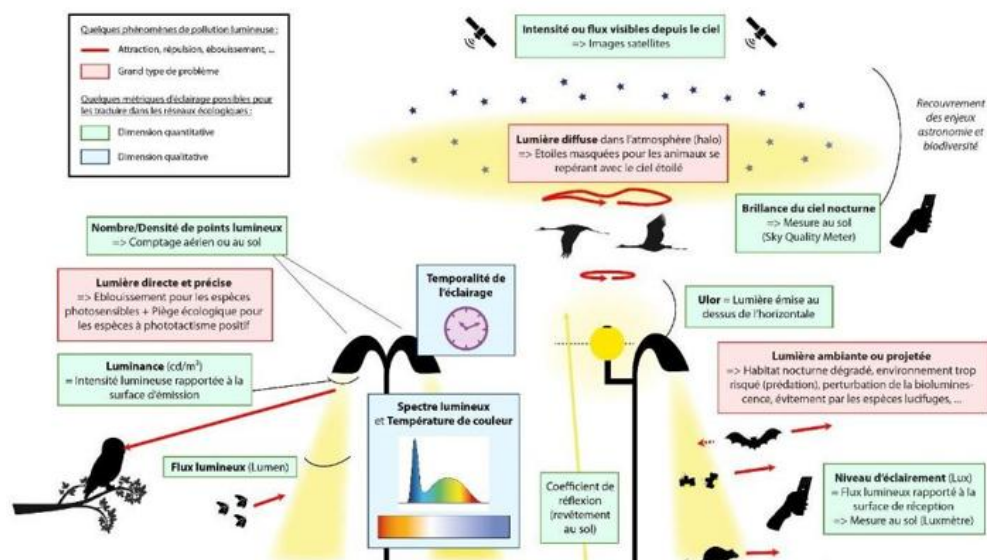 Quelques phénomènes de pollution lumineuse :
Attraction, répulsion, éblouissement, ...
Grand type de problème
Quelques métriques d'éclairage possibles pour
les traduire dans les réseaux écologiques :
Dimension quantitative
Dimension qualitative
Intensité ou flux visibles depuis le ciel
=> Images satellites
Recouvrement
des enjeux
astronomie et
biodiversité
Lumière diffuse dans l'atmosphère (halo)
=> Etoiles masquées pour les animaux se
repérant avec le ciel étoilé
Brillance du ciel nocturne
=> Mesure au sol
(Sky Quality Meter)
Nombre/Densité de points lumineux
=> Comptage aérien ou au sol
Lumière directe et précise
=> Eblouissement pour les espèces
photosensibles + Piège écologique pour
les espèces à phototactisme positif
Temporalité de
l'éclairage
Ulor = Lumière émise au
dessus de l'horizontale
Luminance (cd/m²)
= Intensité lumineuse rapportée à la
surface d'émission
Lumière ambiante ou projetée
=> Habitat nocturne dégradé, environnement trop
risqué (prédation), perturbation de la biolumines-
cence, évitement par les espèces lucifuges, ...
Spectre lumineux
et Température de couleur
Flux lumineux (Lumen)
Coefficient de
réflexion
(revêtement
au sol)
Niveau d'éclairement (Lux)
= Flux lumineux rapporté à la
surface de réception
=> Mesure au sol (Luxmètre)